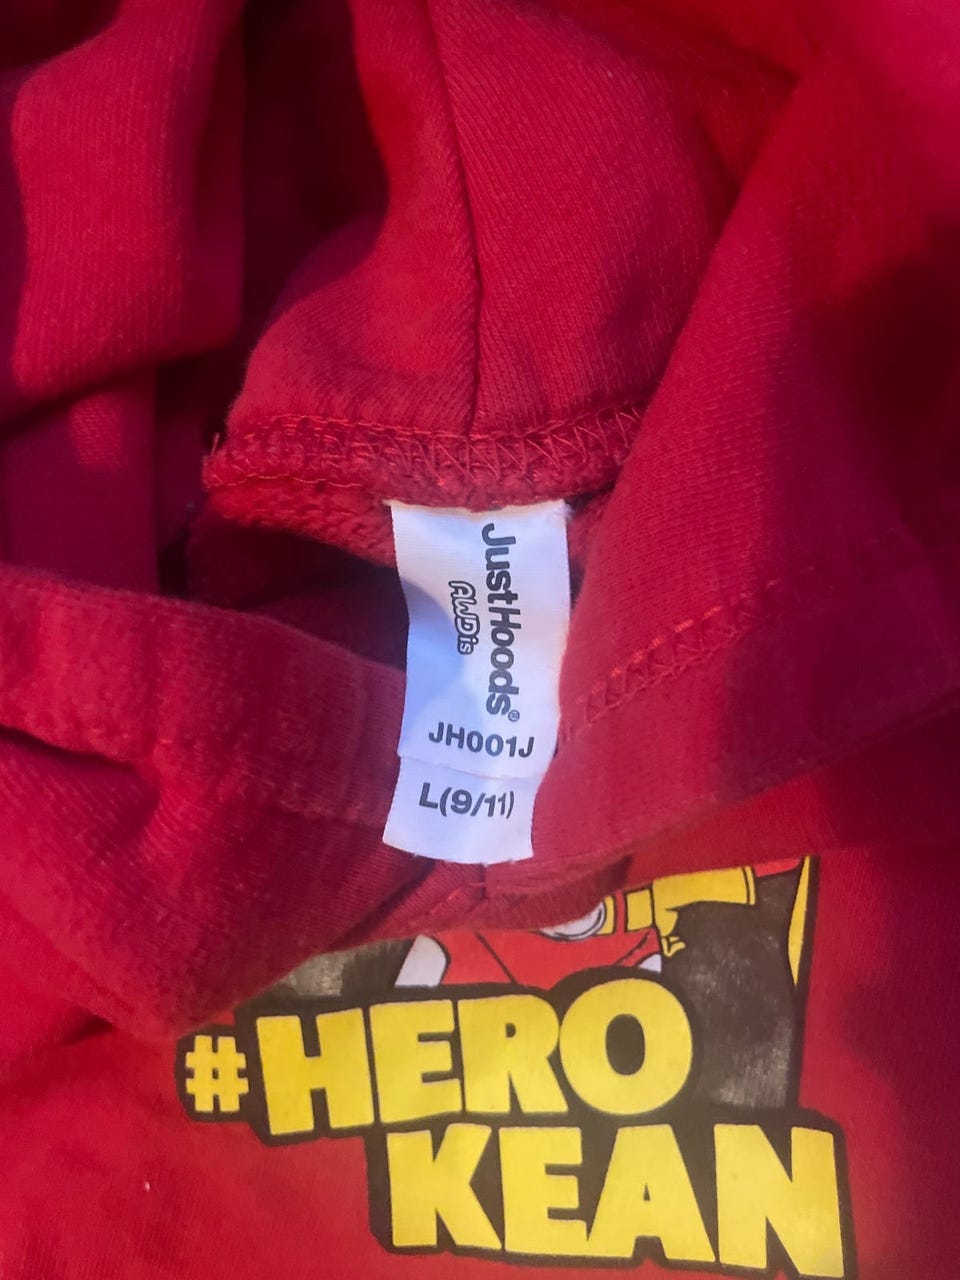 JustHoods®
AWDis
JH001J
L(9/11)
#HERO
KEAN